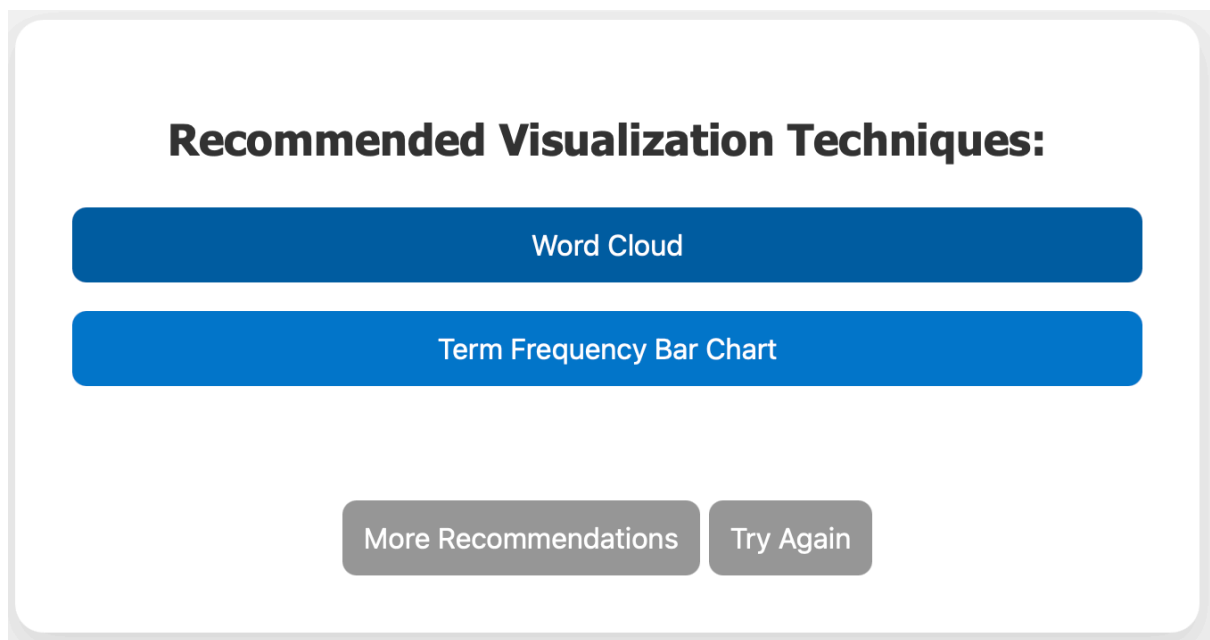 Recommended Visualization Techniques:
Word Cloud
Term Frequency Bar Chart
More Recommendations Try Again